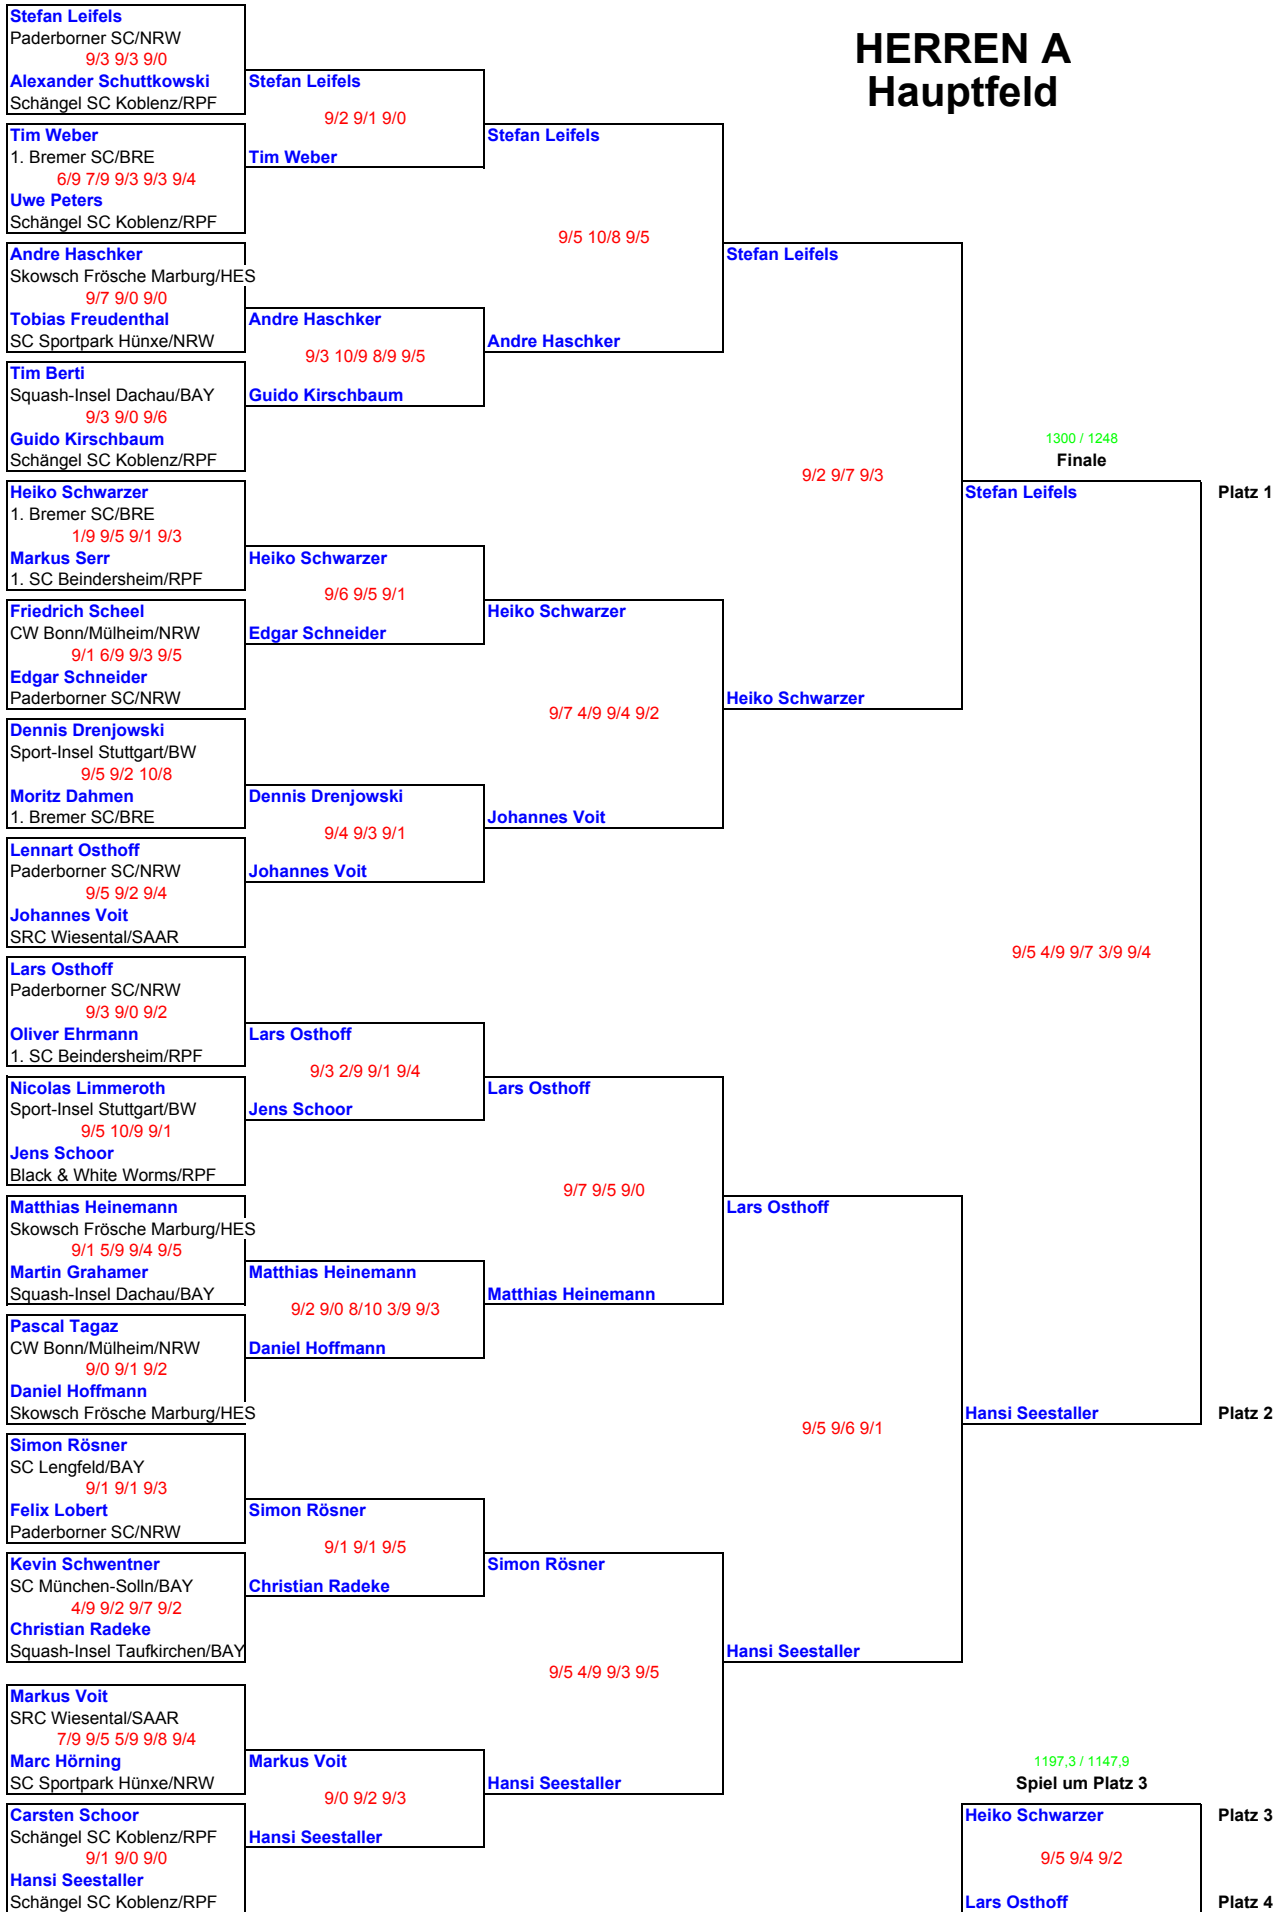 HERREN A
Hauptfeld
Stefan Leifels
Paderborner SC/NRW
9/3 9/3 9/0
Alexander Schuttkowski
Schängel SC Koblenz/RPF
Tim Weber
1. Bremer SC/BRE
6/9 7/9 9/3 9/3 9/4
Uwe Peters
Schängel SC Koblenz/RPF
Andre Haschker
Skowsch Frösche Marburg/HES
9/7 9/0 9/0
Tobias Freudenthal
SC Sportpark Hünxe/NRW
Tim Berti
Squash-Insel Dachau/BAY
9/3 9/0 9/6
Guido Kirschbaum
Schängel SC Koblenz/RPF
Heiko Schwarzer
1. Bremer SC/BRE
1/9 9/5 9/1 9/3
Markus Serr
1. SC Beindersheim/RPF
Friedrich Scheel
CW Bonn/Mülheim/NRW
9/1 6/9 9/3 9/5
Edgar Schneider
Paderborner SC/NRW
Dennis Drenjowski
Sport-Insel Stuttgart/BW
9/5 9/2 10/8
Moritz Dahmen
1. Bremer SC/BRE
Lennart Osthoff
Paderborner SC/NRW
9/5 9/2 9/4
Johannes Voit
SRC Wiesental/SAAR
Lars Osthoff
Paderborner SC/NRW
9/3 9/0 9/2
Oliver Ehrmann
1. SC Beindersheim/RPF
Nicolas Limmeroth
Sport-Insel Stuttgart/BW
9/5 10/9 9/1
Jens Schoor
Black & White Worms/RPF
Matthias Heinemann
Skowsch Frösche Marburg/HES
9/1 5/9 9/4 9/5
Martin Grahamer
Squash-Insel Dachau/BAY
Pascal Tagaz
CW Bonn/Mülheim/NRW
9/0 9/1 9/2
Daniel Hoffmann
Skowsch Frösche Marburg/HES
Simon Rösner
SC Lengfeld/BAY
9/1 9/1 9/3
Felix Lobert
Paderborner SC/NRW
Kevin Schwentner
SC München-Solln/BAY
4/9 9/2 9/7 9/2
Christian Radeke
Squash-Insel Taufkirchen/BAY
Markus Voit
SRC Wiesental/SAAR
7/9 9/5 5/9 9/8 9/4
Marc Hörning
SC Sportpark Hünxe/NRW
Carsten Schoor
Schängel SC Koblenz/RPF
9/1 9/0 9/0
Hansi Seestaller
Schängel SC Koblenz/RPF
Stefan Leifels
9/2 9/1 9/0
Tim Weber
Andre Haschker
9/3 10/9 8/9 9/5
Guido Kirschbaum
Heiko Schwarzer
9/6 9/5 9/1
Edgar Schneider
Dennis Drenjowski
9/4 9/3 9/1
Johannes Voit
Lars Osthoff
9/3 2/9 9/1 9/4
Jens Schoor
Matthias Heinemann
9/2 9/0 8/10 3/9 9/3
Daniel Hoffmann
Simon Rösner
9/1 9/1 9/5
Christian Radeke
Markus Voit
9/0 9/2 9/3
Hansi Seestaller
Stefan Leifels
9/5 10/8 9/5
Andre Haschker
Heiko Schwarzer
9/7 4/9 9/4 9/2
Johannes Voit
Lars Osthoff
9/7 9/5 9/0
Matthias Heinemann
Simon Rösner
9/5 4/9 9/3 9/5
Hansi Seestaller
Stefan Leifels
9/2 9/7 9/3
Heiko Schwarzer
Lars Osthoff
9/5 9/6 9/1
Hansi Seestaller
1300 / 1248
Finale
Stefan Leifels Platz 1
9/5 4/9 9/7 3/9 9/4
Hansi Seestaller Platz 2
1197,3 / 1147,9
Spiel um Platz 3
Heiko Schwarzer Platz 3
9/5 9/4 9/2
Lars Osthoff Platz 4